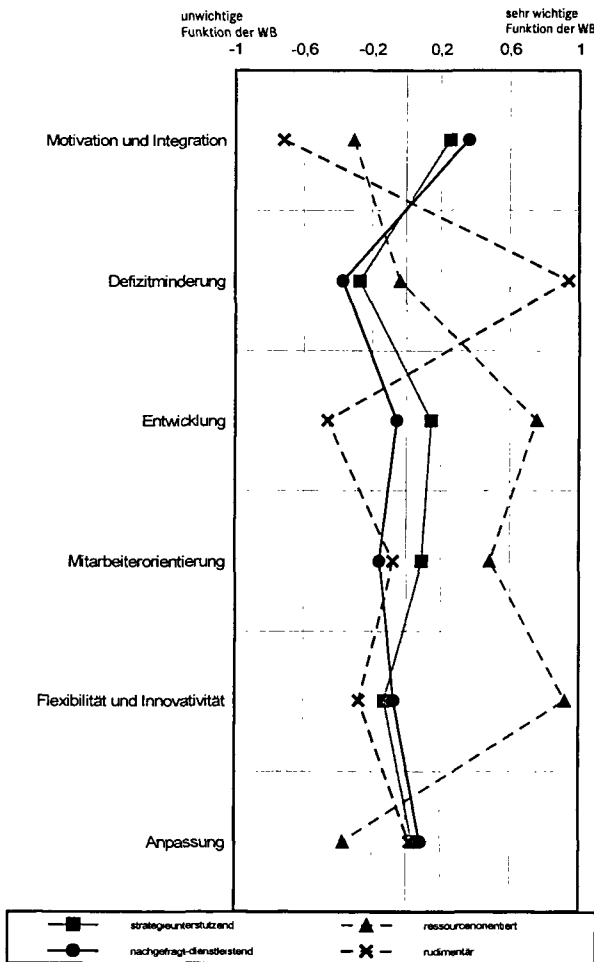 unwichtige
Funktion der WB
sehr wichtige
Funktion der WB
-1 -0,6 -0,2 0,2 0,6 1
Motivation und Integration
Defizitminderung
Entwicklung
Mitarbeiterorientierung
Flexibilität und Innovativität
Anpassung
strategieunterstutzend
ressourcenorientiert
nachgefragt-dienstleistend
rudimentär